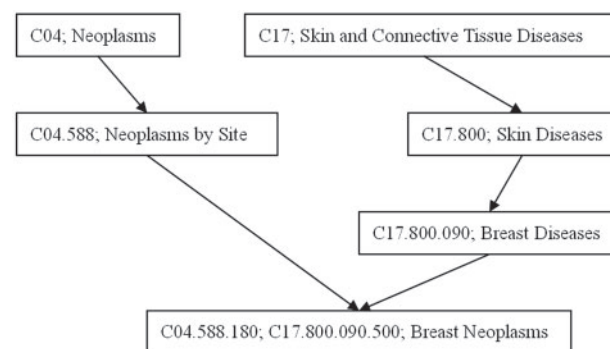 C04; Neoplasms
C17; Skin and Connective Tissue Diseases
C04.588; Neoplasms by Site
C17.800; Skin Diseases
C17.800.090; Breast Diseases
C04.588.180; C17.800.090.500; Breast Neoplasms